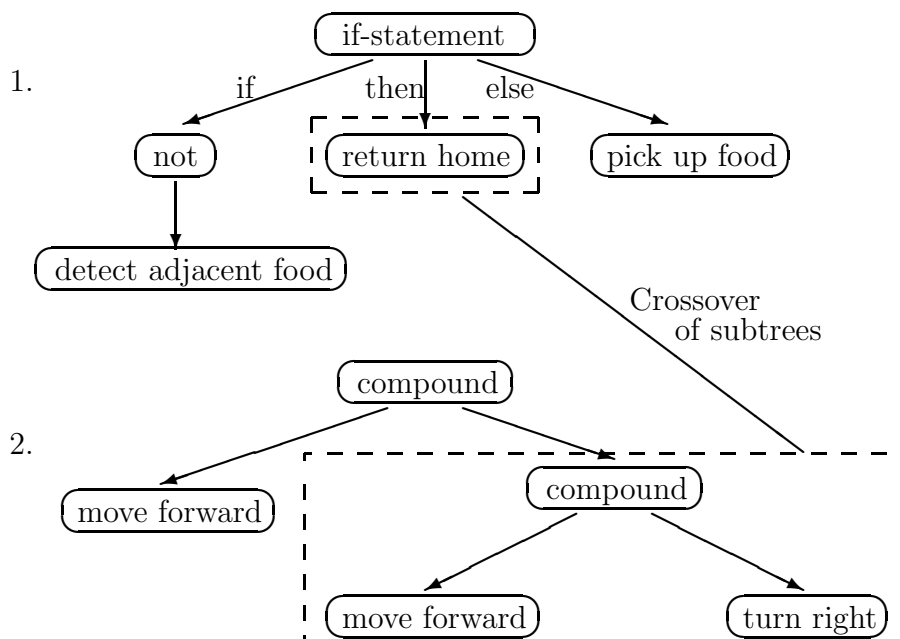 if-statement
1.
if then else
not return home pick up food
detect adjacent food
Crossover
of subtrees
compound
2.
compound
move forward
move forward turn right